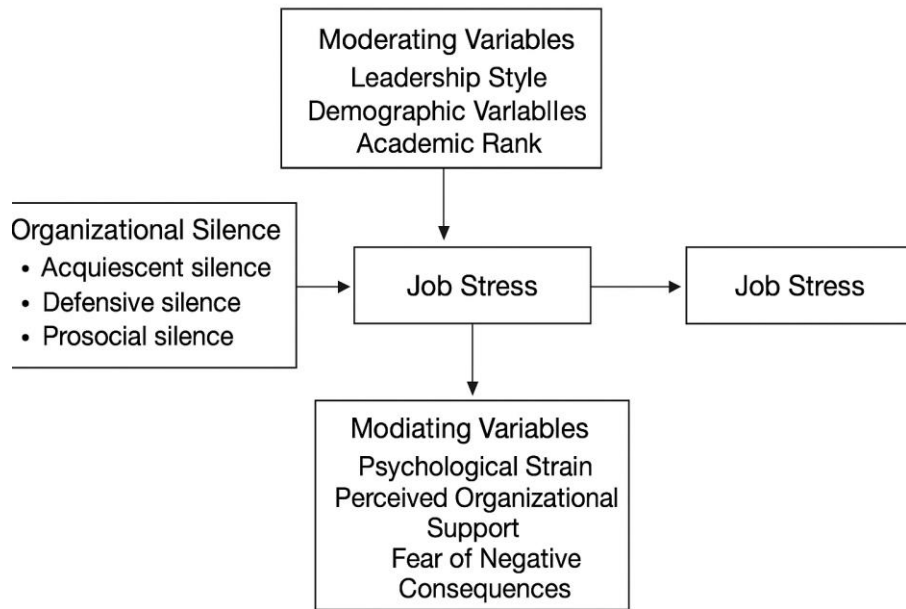 Moderating Variables
Leadership Style
Demographic Varlablles
Academic Rank
Organizational Silence
• Acquiescent silence
• Defensive silence
• Prosocial silence
Job Stress
Job Stress
Modiating Variables
Psychological Strain
Perceived Organizational
Support
Fear of Negative
Consequences